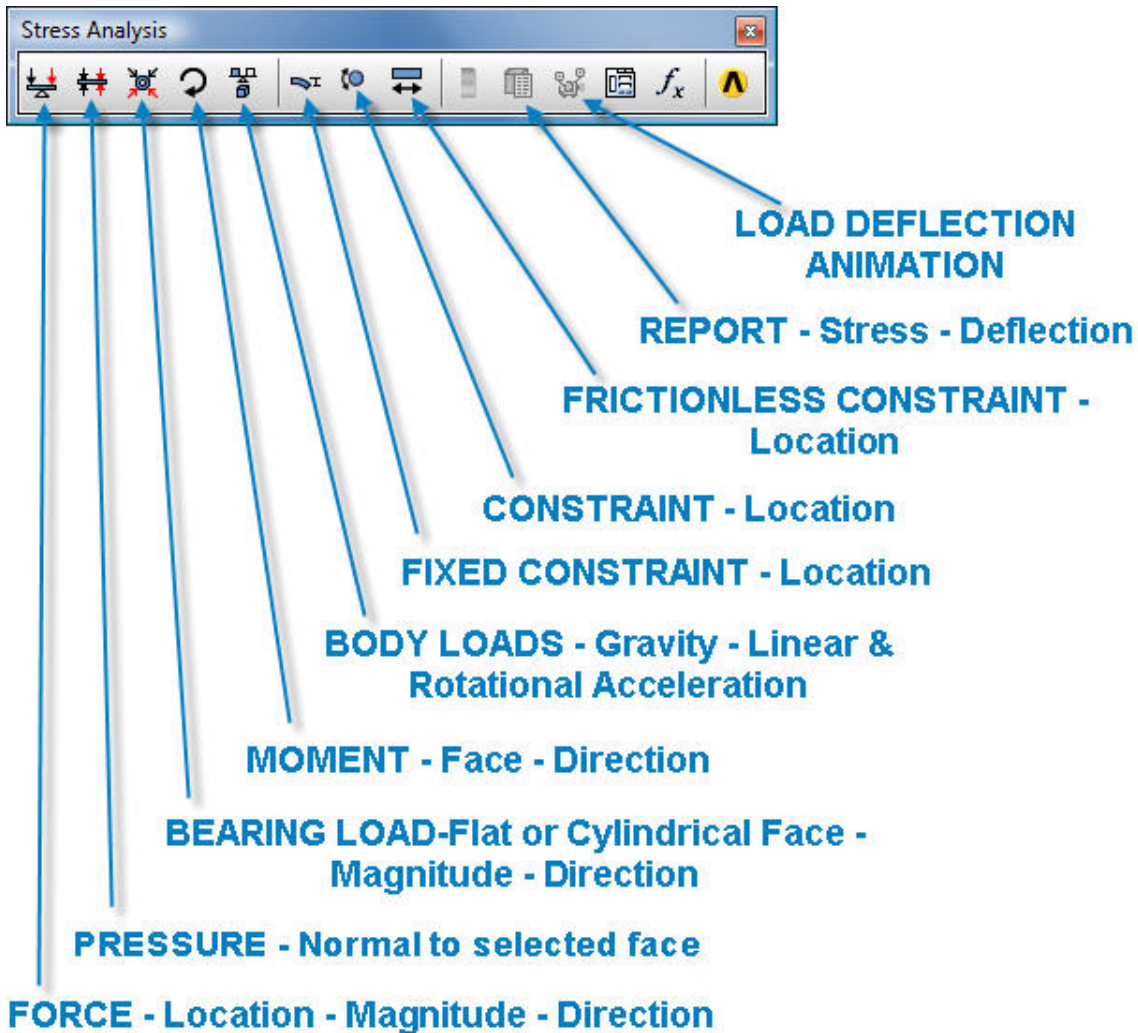 Stress Analysis
fx
LOAD DEFLECTION
ANIMATION
REPORT - Stress - Deflection
FRICTIONLESS CONSTRAINT -
Location
CONSTRAINT - Location
FIXED CONSTRAINT - Location
BODY LOADS - Gravity - Linear &
Rotational Acceleration
MOMENT - Face - Direction
BEARING LOAD-Flat or Cylindrical Face -
Magnitude - Direction
PRESSURE - Normal to selected face
FORCE - Location - Magnitude - Direction